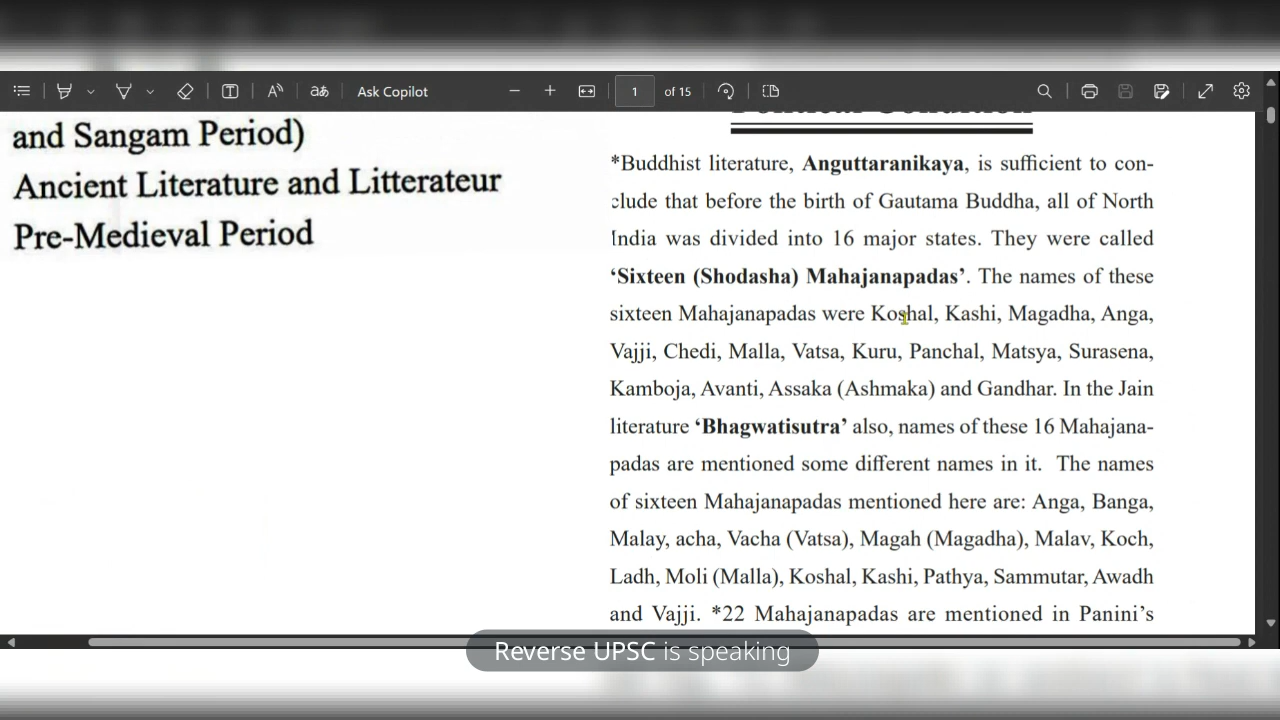 Ask Copilot
1
of 15
and Sangam Period)
Ancient Literature and Litterateur
Pre-Medieval Period
*Buddhist literature, Anguttaranikaya, is sufficient to con-
clude that before the birth of Gautama Buddha, all of North
India was divided into 16 major states. They were called
‘Sixteen (Shodasha) Mahajanapadas’. The names of these
sixteen Mahajanapadas were Koshal, Kashi, Magadha, Anga,
Vajji, Chedi, Malla, Vatsa, Kuru, Panchal, Matsya, Surasena,
Kamboja, Avanti, Assaka (Ashmaka) and Gandhar. In the Jain
literature ‘Bhagwatisutra’ also, names of these 16 Mahajana-
padas are mentioned some different names in it. The names
of sixteen Mahajanapadas mentioned here are: Anga, Banga,
Malay, acha, Vacha (Vatsa), Magah (Magadha), Malav, Koch,
Ladh, Moli (Malla), Koshal, Kashi, Pathya, Sammutar, Awadh
and Vajji. *22 Mahajanapadas are mentioned in Panini’s
Reverse UPSC is speaking